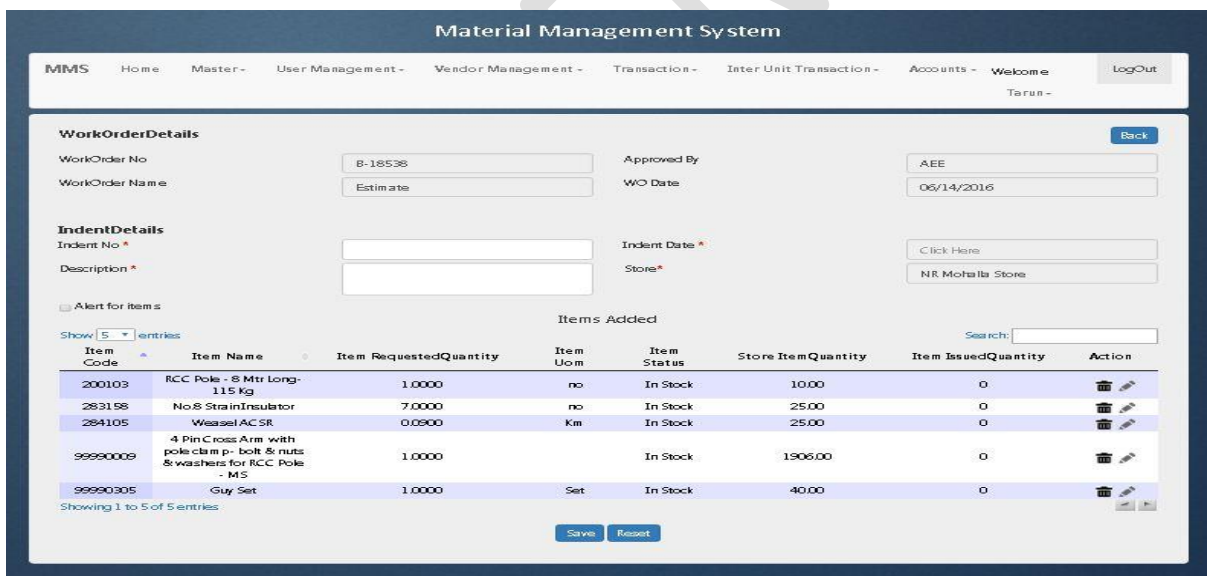 Material Management System
MMS Home Master- User Management- Vendor Management - Transaction- Inter Unit Transaction- Accounts - Welcome LogOut
Tarun-
WorkOrderDetails Back
WorkOrder No B-18538 Approved By AEE
WorkOrder Name Estimate WO Date 06/14/2016
IndentDetails
Indent No * Indent Date * Click Here
Description * Store* NR Mohalla Store
Alert for items
Items Added
Show 5 entries Search:
Item Code Item Name Item RequestedQuantity Item Uom Item Status Store ItemQuantity Item IssuedQuantity Action
200103 RCC Pole - 8 Mtr Long- 115 Kg 1.0000 no In Stock 10.00 0
283158 No.8 StrainInsulator 7.0000 no In Stock 25.00 0
284105 Weasel ACSR 0.0900 Km In Stock 25.00 0
99990009 4 Pin Cross Arm with pole clamp- bolt & nuts & washers for RCC Pole - MS 1.0000 In Stock 1906.00 0
99990305 Guy Set 1.0000 Set In Stock 40.00 0
Showing 1 to 5 of 5 entries
Save Reset